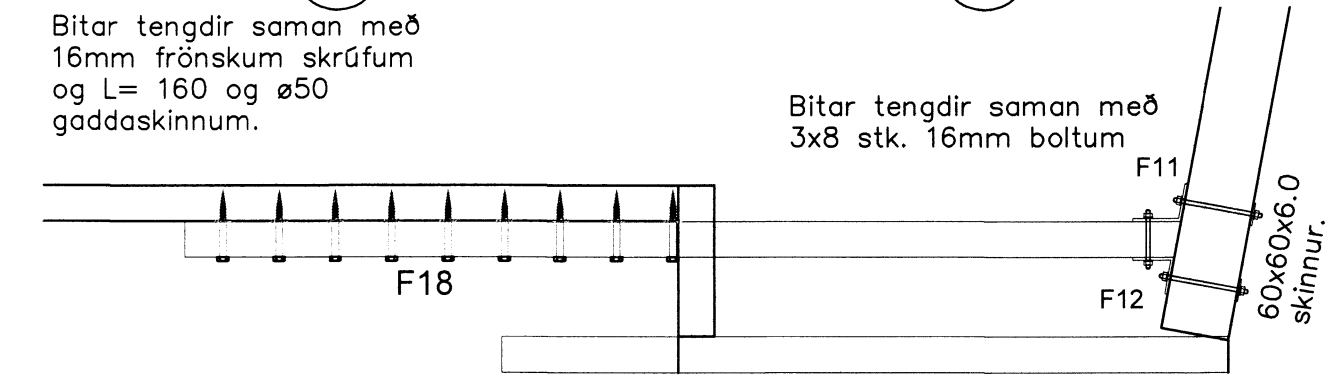 Bitar tengdir saman með
16mm frönskum skrúfum
og L= 160 og ø50
gaddaskinnum.
Bitar tengdir saman með
3x8 stk. 16mm boltum
F11
60x60x6.0
skinnur.
F18
F12